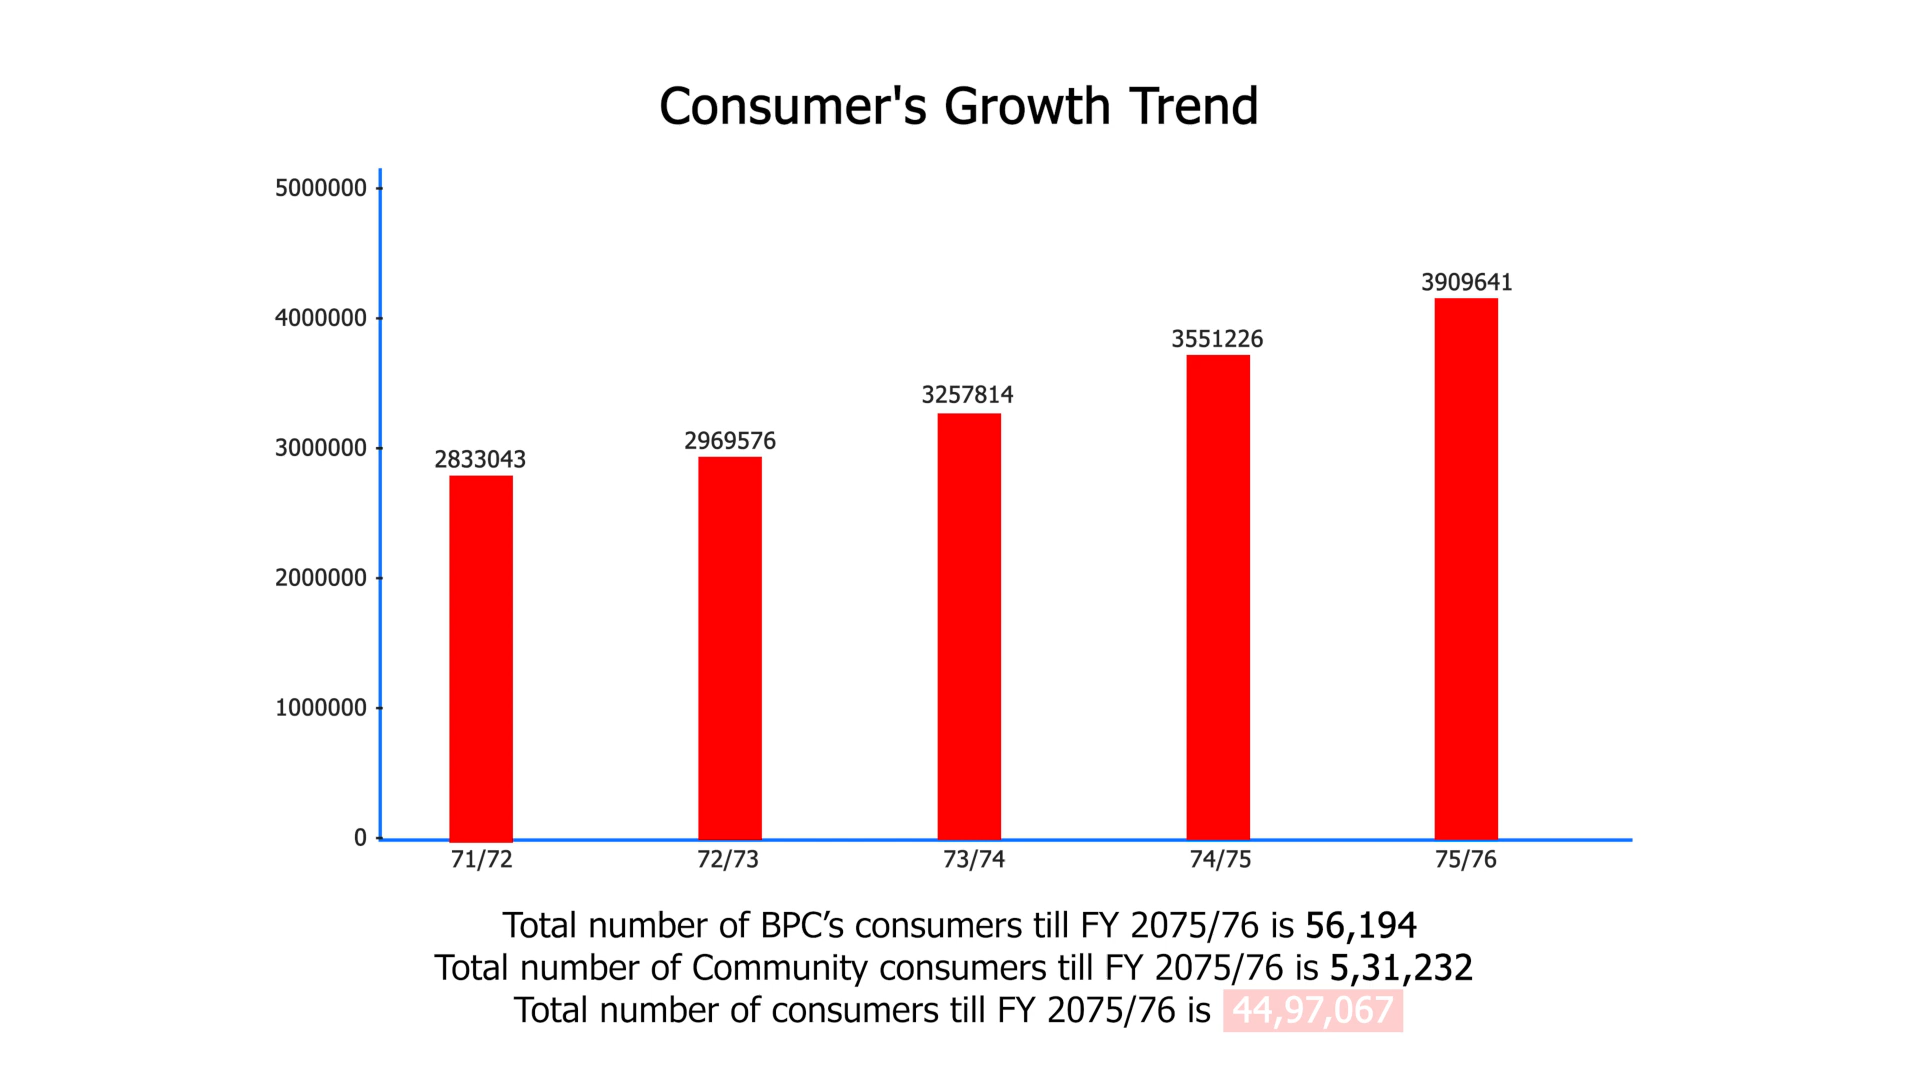 Consumer's Growth Trend
5000000
4000000
3000000
2000000
1000000
0
2833043
2969576
3257814
3551226
3909641
71/72 72/73 73/74 74/75 75/76
Total number of BPC’s consumers till FY 2075/76 is 56,194
Total number of Community consumers till FY 2075/76 is 5,31,232
Total number of consumers till FY 2075/76 is 44,97,067